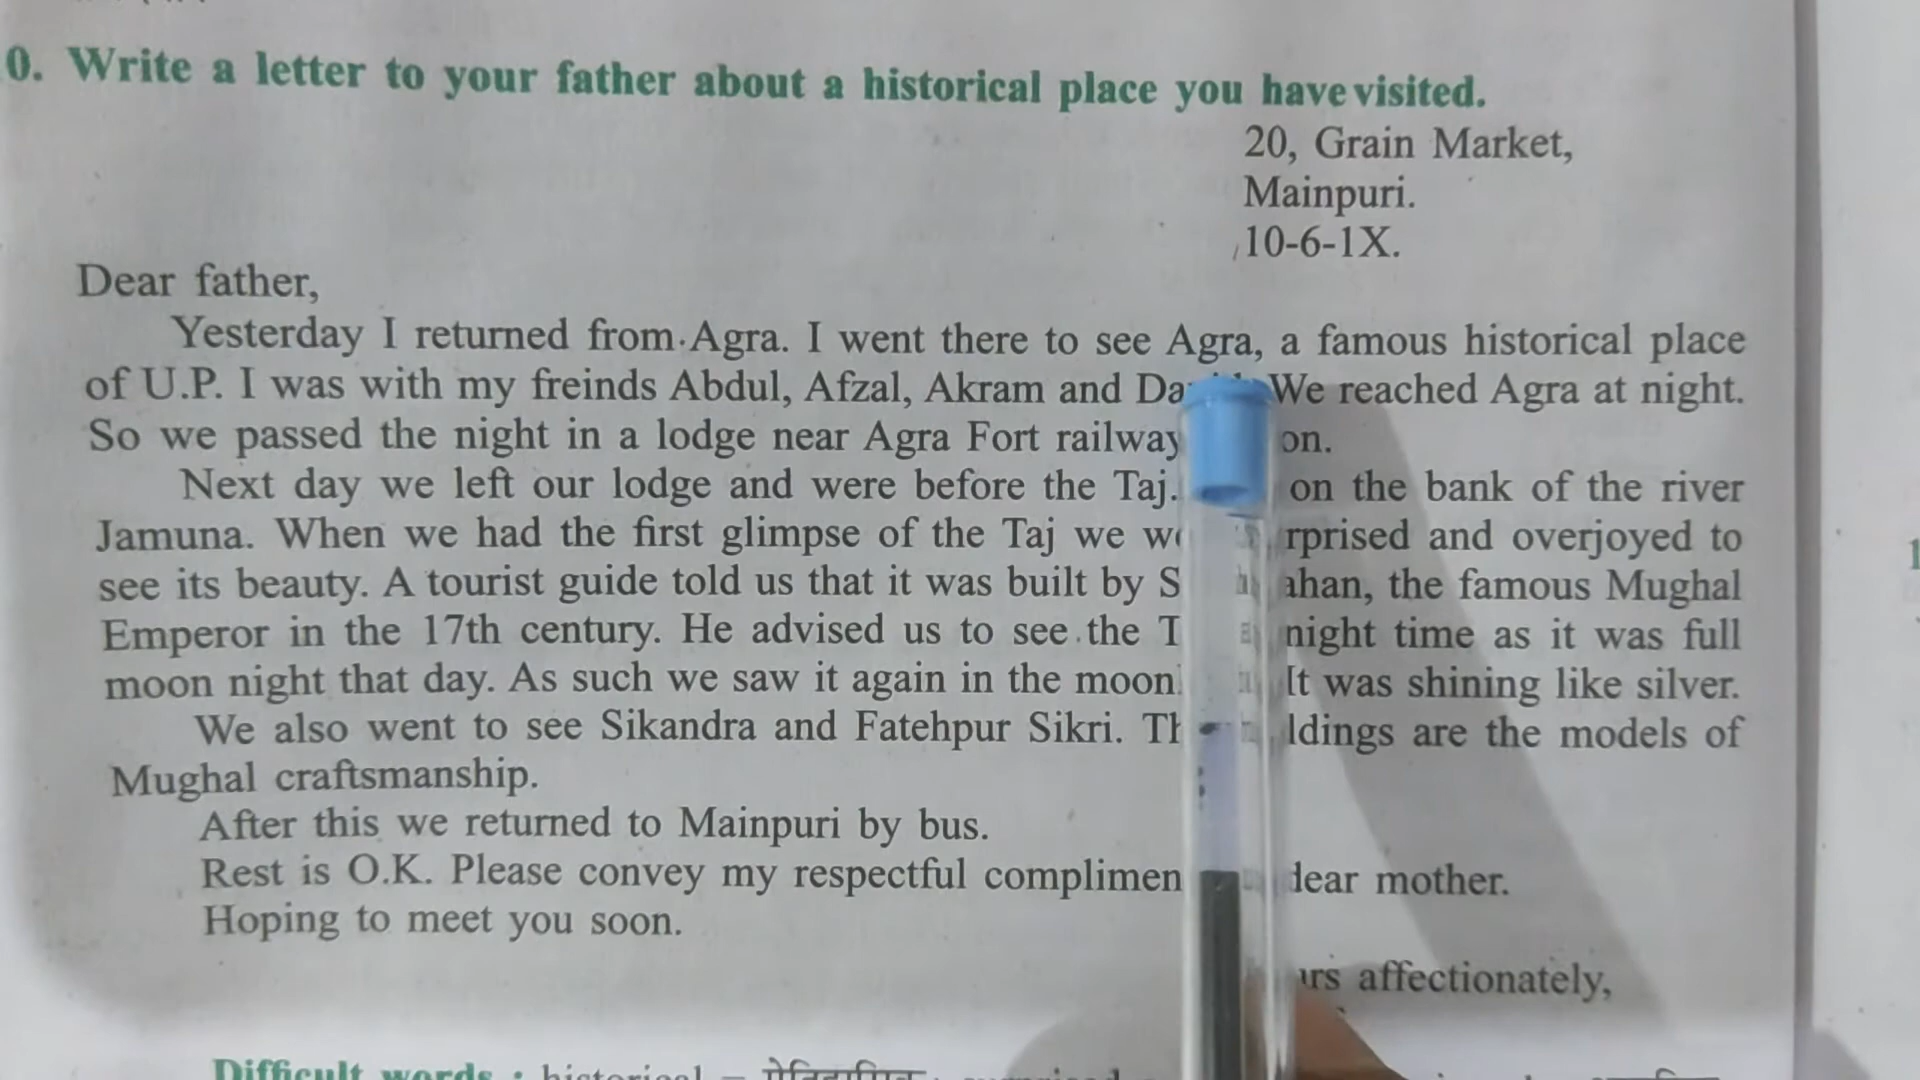 0. Write a letter to your father about a historical place you have visited.
20, Grain Market,
Mainpuri.
10-6-1X.
Dear father,
Yesterday I returned from Agra. I went there to see Agra, a famous historical place
of U.P. I was with my freinds Abdul, Afzal, Akram and We reached Agra at night.
So we passed the night in a lodge near Agra Fort railway
Next day we left our lodge and were before the Taj. on the bank of the river
Jamuna. When we had the first glimpse of the Taj we and overjoyed to
see its beauty. A tourist guide told us that it was built by the famous Mughal
Emperor in the 17th century. He advised us to see the night time as it was full
moon night that day. As such we saw it again in the It was shining like silver.
We also went to see Sikandra and Fatehpur Sikri. are the models of
Mughal craftsmanship.
After this we returned to Mainpuri by bus.
Rest is O.K. Please convey my respectful dear mother.
Hoping to meet you soon.
affectionately,
Difficult words : historical –